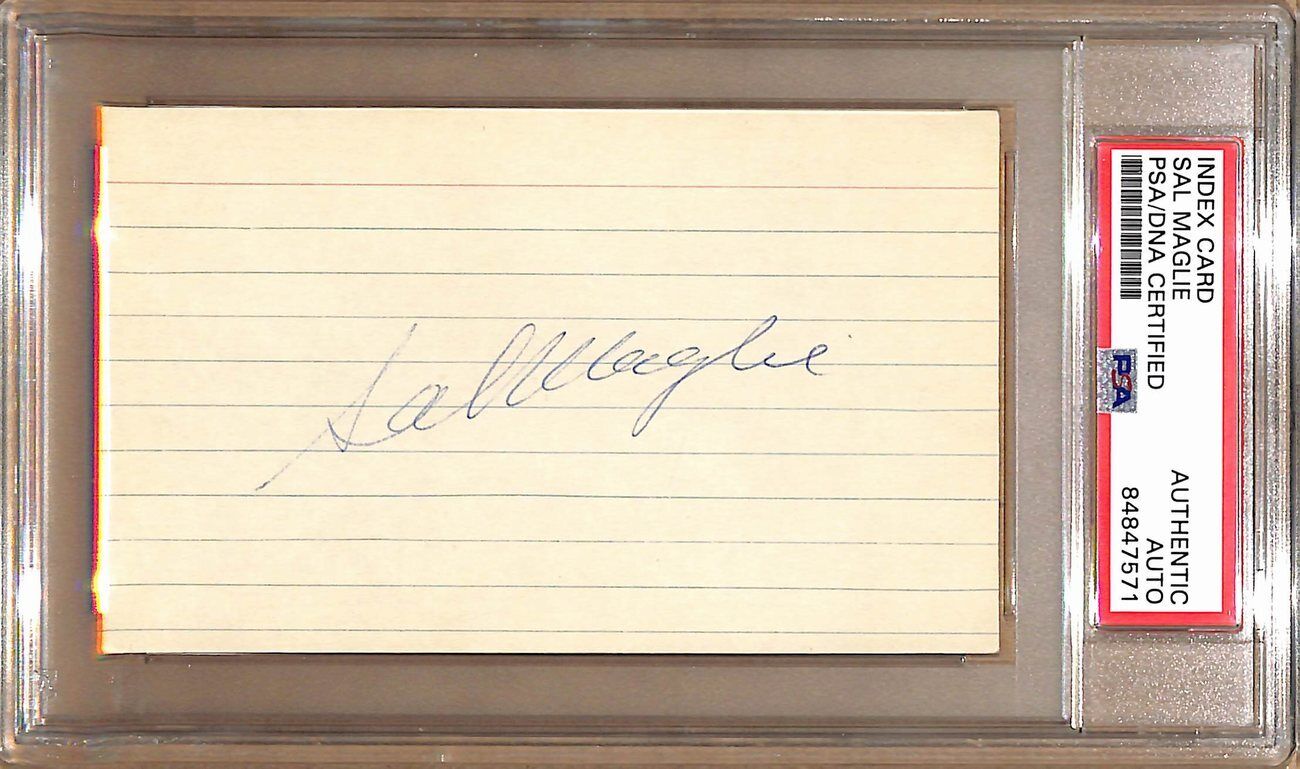 Sal Maglie
INDEX CARD
SAL MAGLIE
PSA/DNA CERTIFIED
PSA
AUTHENTIC
AUTO
84847571